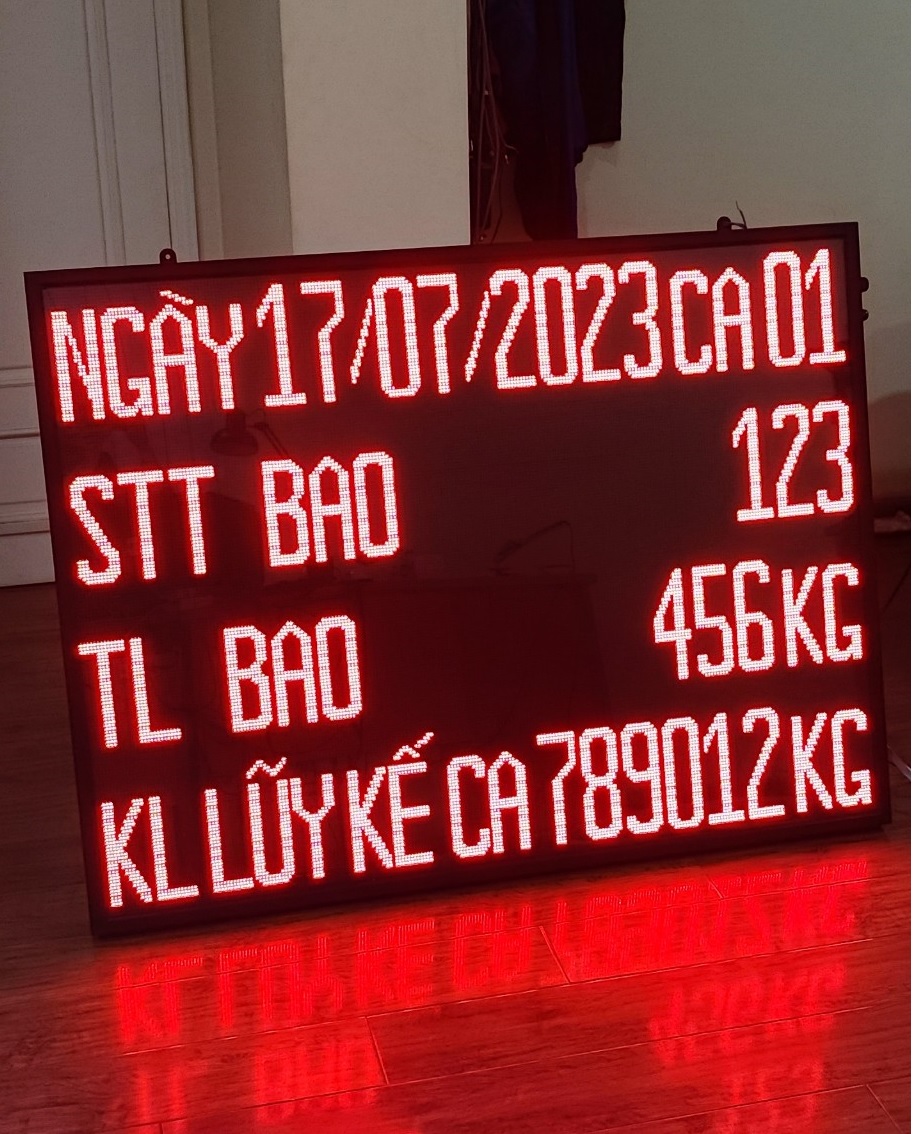 NGÀY 17/07/2023 CA 01
STT BAO 123
TL BAO 456KG
KL LŨY KẾ CA 789012KG